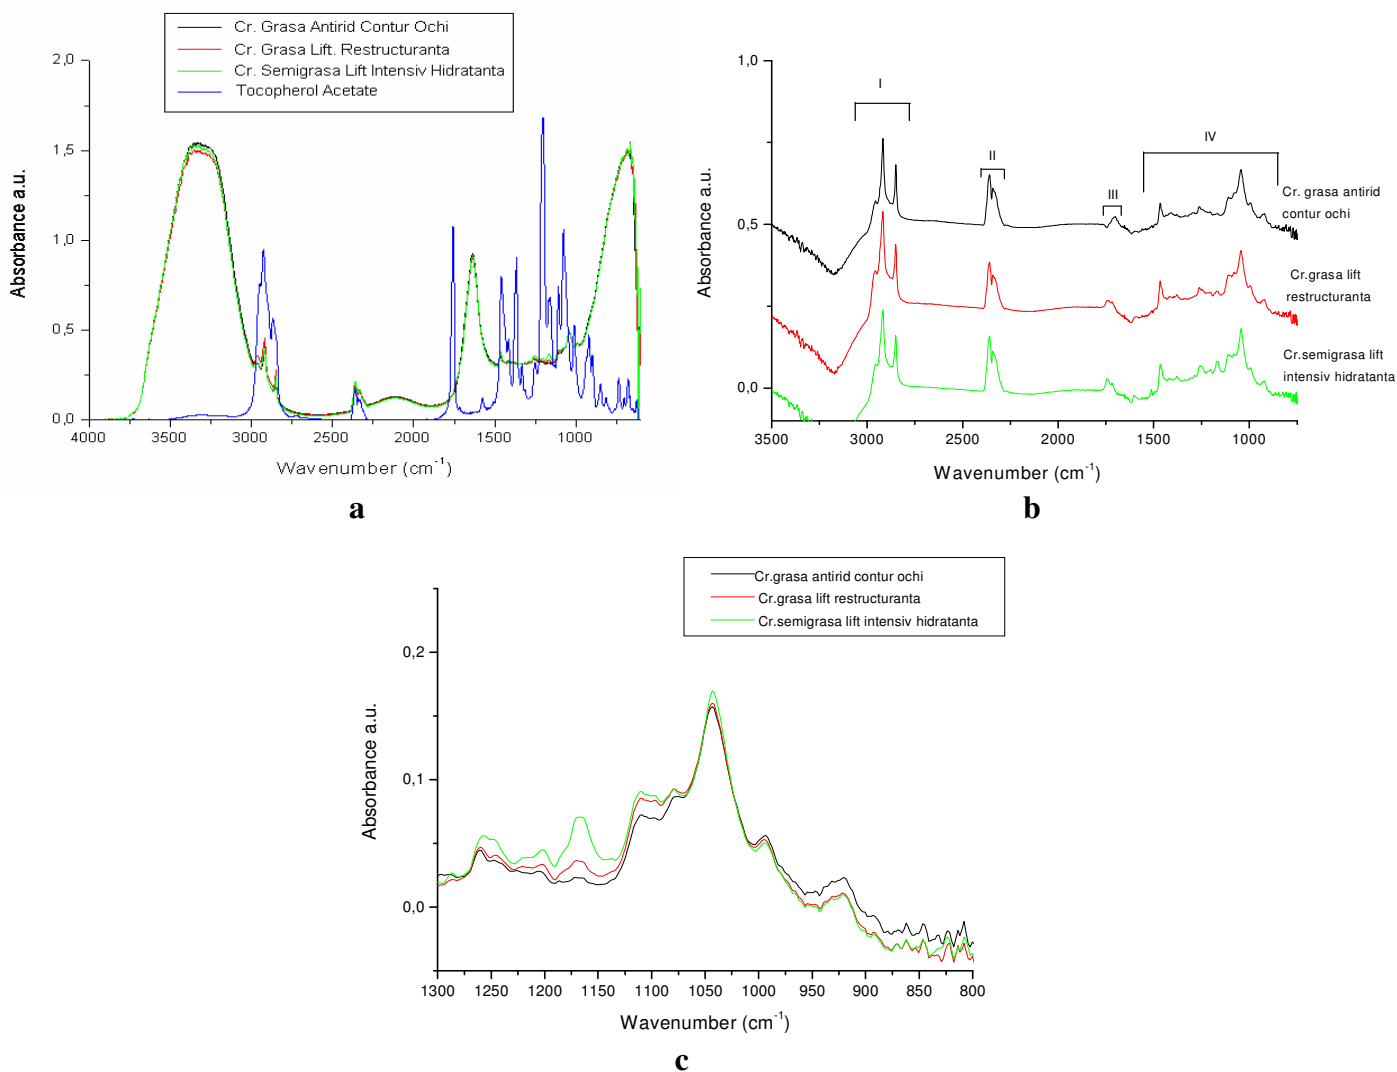 Cr. Grasa Antirid Contur Ochi
Cr. Grasa Lift. Restructuranta
Cr. Semigrasa Lift Intensiv Hidratanta
Tocopherol Acetate
2,0
1,5
1,0
0,5
0,0
Absorbance a.u.
4000 3500 3000 2500 2000 1500 1000
Wavenumber (cm⁻¹)
a
1,0
0,5
0,0
Absorbance a.u.
I
II
III
IV
Cr. grasa antirid
contur ochi
Cr.grasa lift
restructuranta
Cr.semigrasa lift
intensiv hidratanta
3500 3000 2500 2000 1500 1000
Wavenumber (cm⁻¹)
b
Cr.grasa antirid contur ochi
Cr.grasa lift restructuranta
Cr.semigrasa lift intensiv hidratanta
0,2
0,1
0,0
Absorbance a.u.
1300 1250 1200 1150 1100 1050 1000 950 900 850 800
Wavenumber (cm⁻¹)
c